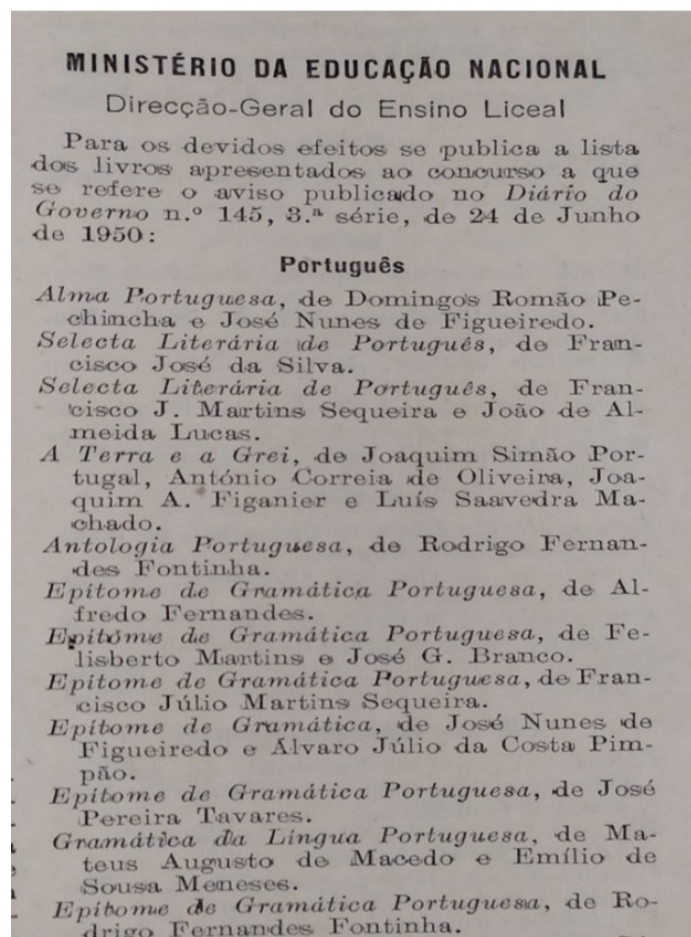 MINISTÉRIO DA EDUCAÇÃO NACIONAL
Direcção-Geral do Ensino Liceal
Para os devidos efeitos se publica a lista
dos livros apresentados ao concurso a que
se refere o aviso publicado no Diário do
Governo n.º 145, 3.ª série, de 24 de Junho
de 1950:
Português
Alma Portuguesa, de Domingos Romão Pe-
chincha e José Nunes de Figueiredo.
Selecta Literária de Português, de Fran-
cisco José da Silva.
Selecta Literária de Português, de Fran-
cisco J. Martins Sequeira e João de Al-
meida Lucas.
A Terra e a Grei, de Joaquim Simão Por-
tugal, António Correia de Oliveira, Joa-
quim A. Figanier e Luís Saavedra Ma-
chado.
Antologia Portuguesa, de Rodrigo Fernan-
des Fontinha.
Epítome de Gramática Portuguesa, de Al-
fredo Fernandes.
Epítome de Gramática Portuguesa, de Fe-
lisberto Martins e José G. Branco.
Epítome de Gramática Portuguesa, de Fran-
cisco Júlio Martins Sequeira.
Epítome de Gramática, de José Nunes de
Figueiredo e Álvaro Júlio da Costa Pim-
pão.
Epítome de Gramática Portuguesa, de José
Pereira Tavares.
Gramática da Língua Portuguesa, de Ma-
teus Augusto de Macedo e Emílio de
Sousa Meneses.
Epítome de Gramática Portuguesa, de Ro-
drigo Fernandes Fontinha.